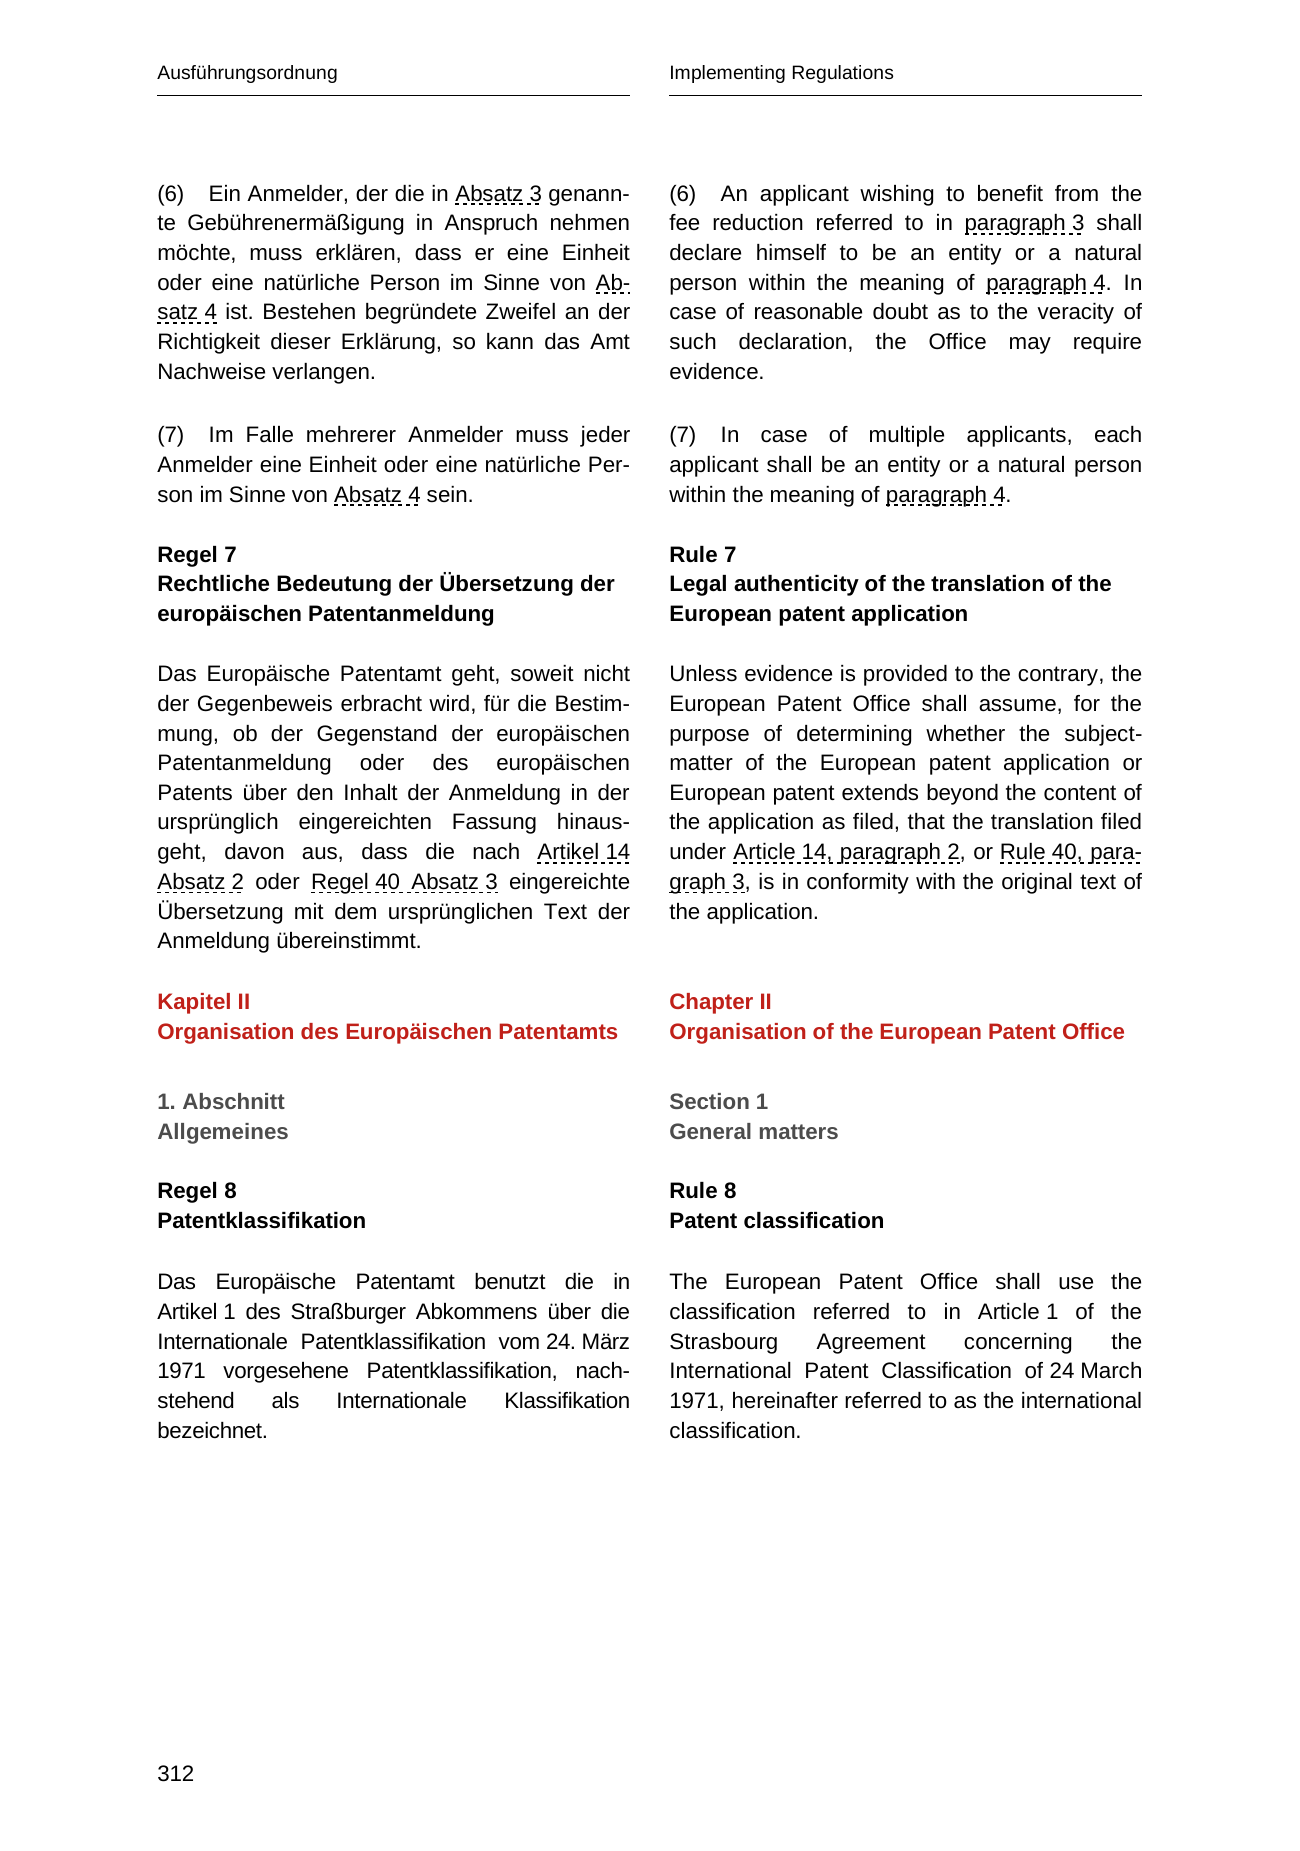 Ausführungsordnung
(6) Ein Anmelder, der die in Absatz 3 genann-
te Gebührenermäßigung in Anspruch nehmen
möchte, muss erklären, dass er eine Einheit
oder eine natürliche Person im Sinne von Ab-
satz 4 ist. Bestehen begründete Zweifel an der
Richtigkeit dieser Erklärung, so kann das Amt
Nachweise verlangen.
(7) Im Falle mehrerer Anmelder muss jeder
Anmelder eine Einheit oder eine natürliche Per-
son im Sinne von Absatz 4 sein.
Regel 7
Rechtliche Bedeutung der Übersetzung der
europäischen Patentanmeldung
Das Europäische Patentamt geht, soweit nicht
der Gegenbeweis erbracht wird, für die Bestim-
mung, ob der Gegenstand der europäischen
Patentanmeldung oder des europäischen
Patents über den Inhalt der Anmeldung in der
ursprünglich eingereichten Fassung hinaus-
geht, davon aus, dass die nach Artikel 14
Absatz 2 oder Regel 40 Absatz 3 eingereichte
Übersetzung mit dem ursprünglichen Text der
Anmeldung übereinstimmt.
Kapitel II
Organisation des Europäischen Patentamts
1. Abschnitt
Allgemeines
Regel 8
Patentklassifikation
Das Europäische Patentamt benutzt die in
Artikel 1 des Straßburger Abkommens über die
Internationale Patentklassifikation vom 24. März
1971 vorgesehene Patentklassifikation, nach-
stehend als Internationale Klassifikation
bezeichnet.
Implementing Regulations
(6) An applicant wishing to benefit from the
fee reduction referred to in paragraph 3 shall
declare himself to be an entity or a natural
person within the meaning of paragraph 4. In
case of reasonable doubt as to the veracity of
such declaration, the Office may require
evidence.
(7) In case of multiple applicants, each
applicant shall be an entity or a natural person
within the meaning of paragraph 4.
Rule 7
Legal authenticity of the translation of the
European patent application
Unless evidence is provided to the contrary, the
European Patent Office shall assume, for the
purpose of determining whether the subject-
matter of the European patent application or
European patent extends beyond the content of
the application as filed, that the translation filed
under Article 14, paragraph 2, or Rule 40, para-
graph 3, is in conformity with the original text of
the application.
Chapter II
Organisation of the European Patent Office
Section 1
General matters
Rule 8
Patent classification
The European Patent Office shall use the
classification referred to in Article 1 of the
Strasbourg Agreement concerning the
International Patent Classification of 24 March
1971, hereinafter referred to as the international
classification.
312